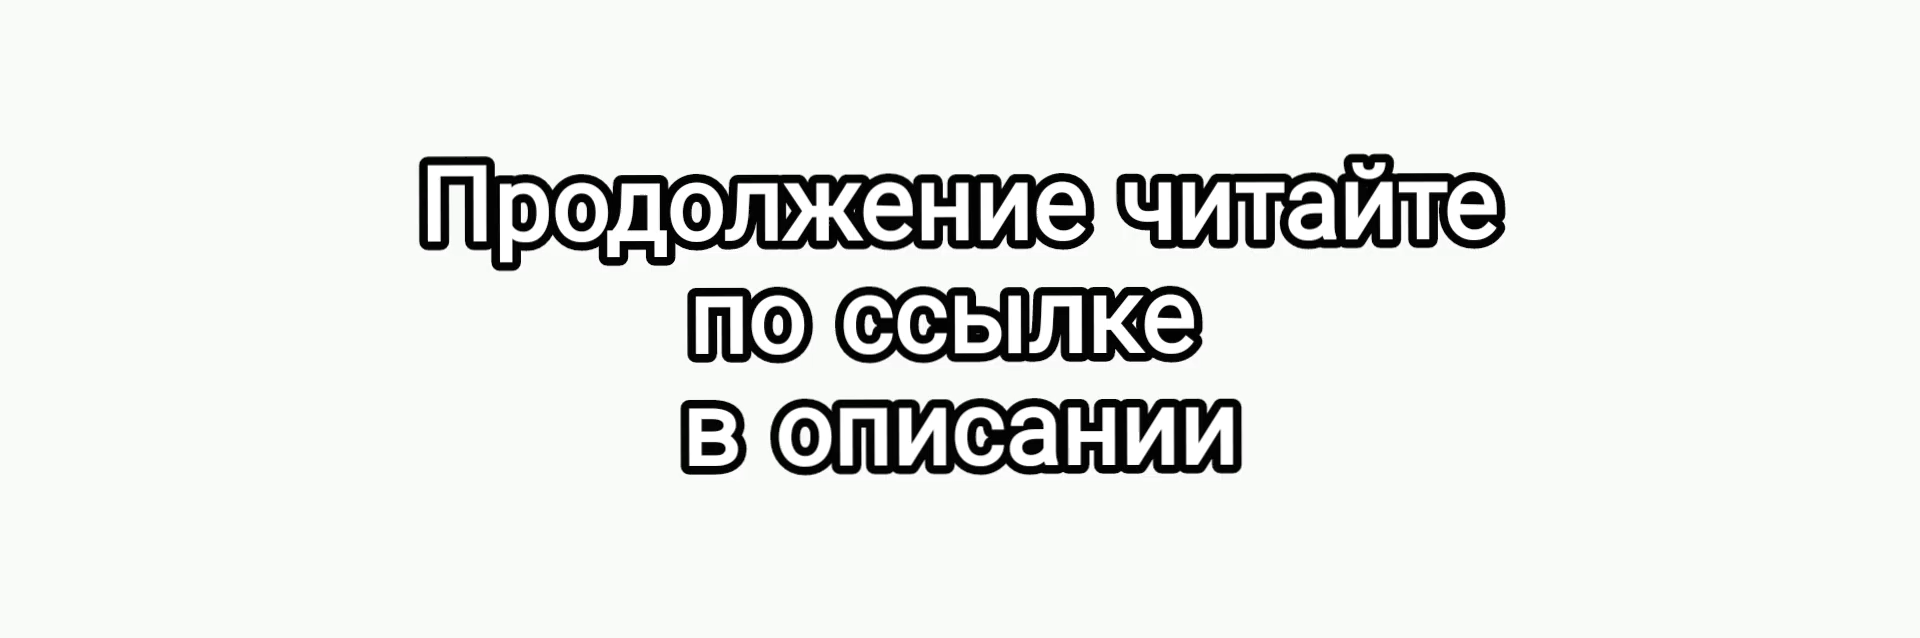 Продолжение читайте
по ссылке
в описании